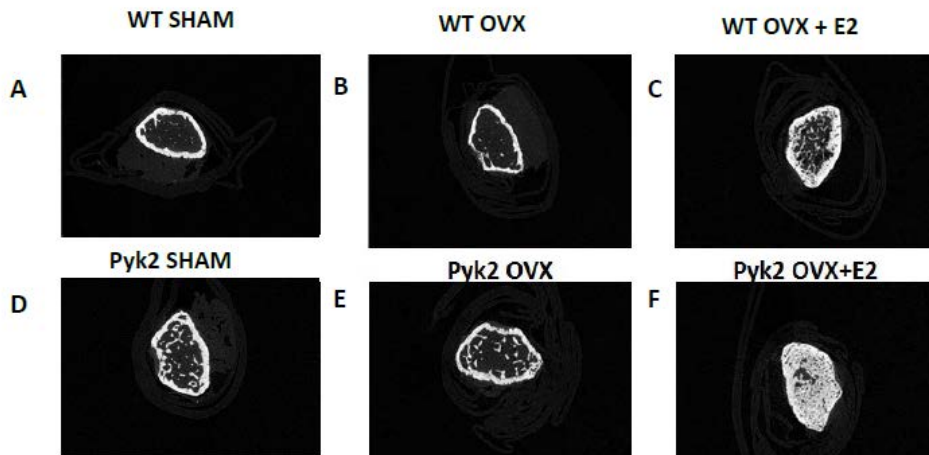 WT SHAM
WT OVX
WT OVX + E2
A
B
C
Pyk2 SHAM
Pyk2 OVX
Pyk2 OVX+E2
D
E
F